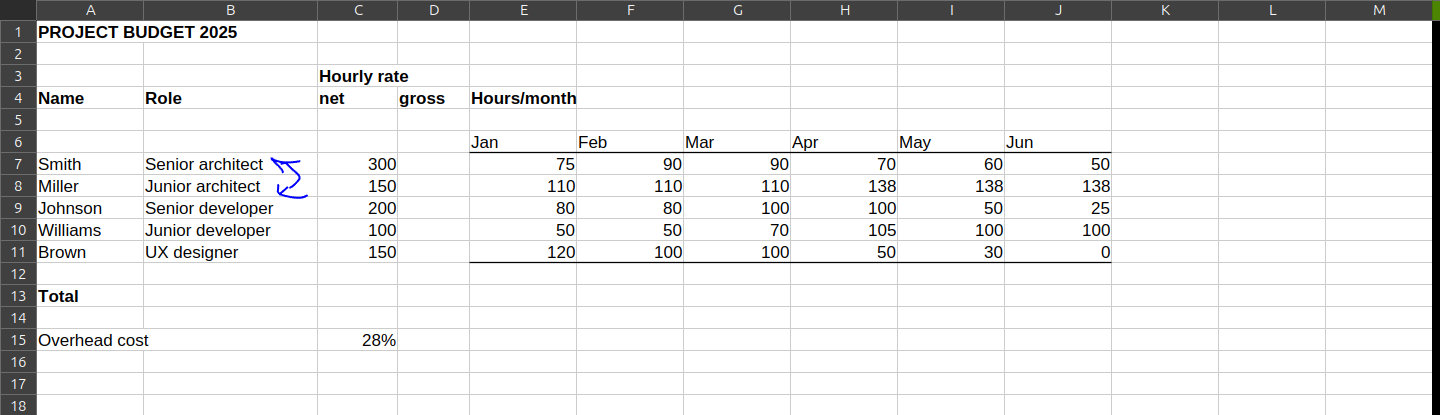 A B C D E F G H I J K L M
1 PROJECT BUDGET 2025
2
3 Hourly rate
4 Name Role net gross Hours/month
5
6 Jan Feb Mar Apr May Jun
7 Smith Senior architect 300 75 90 90 70 60 50
8 Miller Junior architect 150 110 110 110 138 138 138
9 Johnson Senior developer 200 80 80 100 100 50 25
10 Williams Junior developer 100 50 50 70 105 100 100
11 Brown UX designer 150 120 100 100 50 30 0
12
13 Total
14
15 Overhead cost 28%
16
17
18